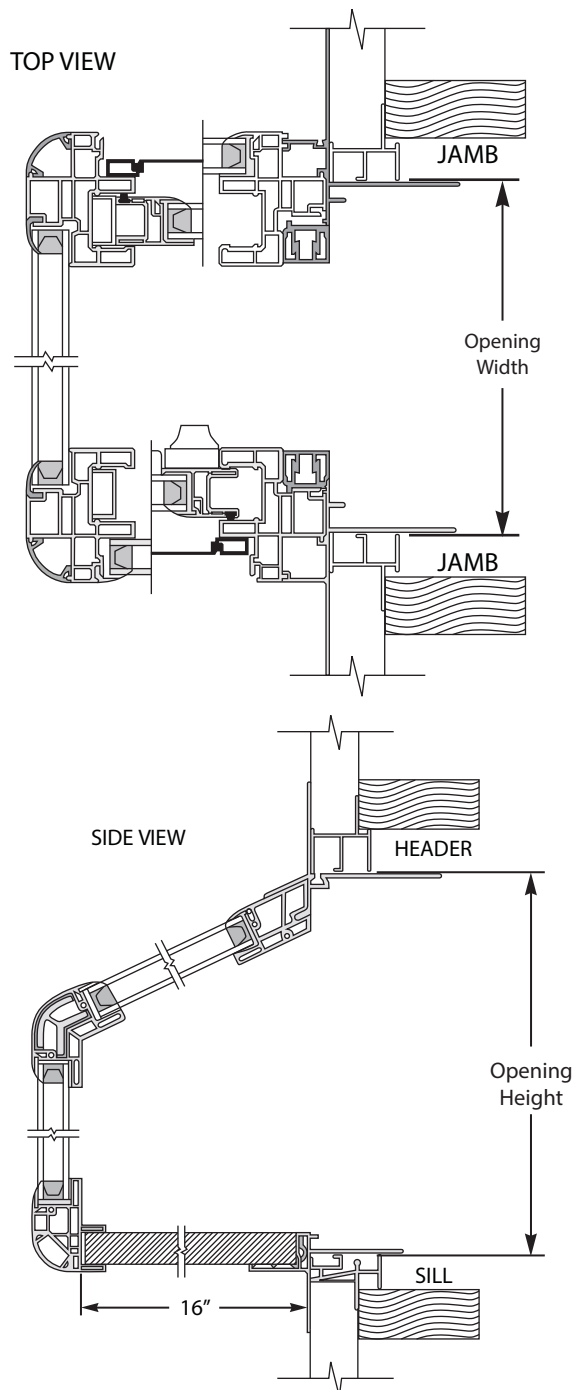 TOP VIEW
JAMB
Opening
Width
JAMB
SIDE VIEW
HEADER
Opening
Height
SILL
16”